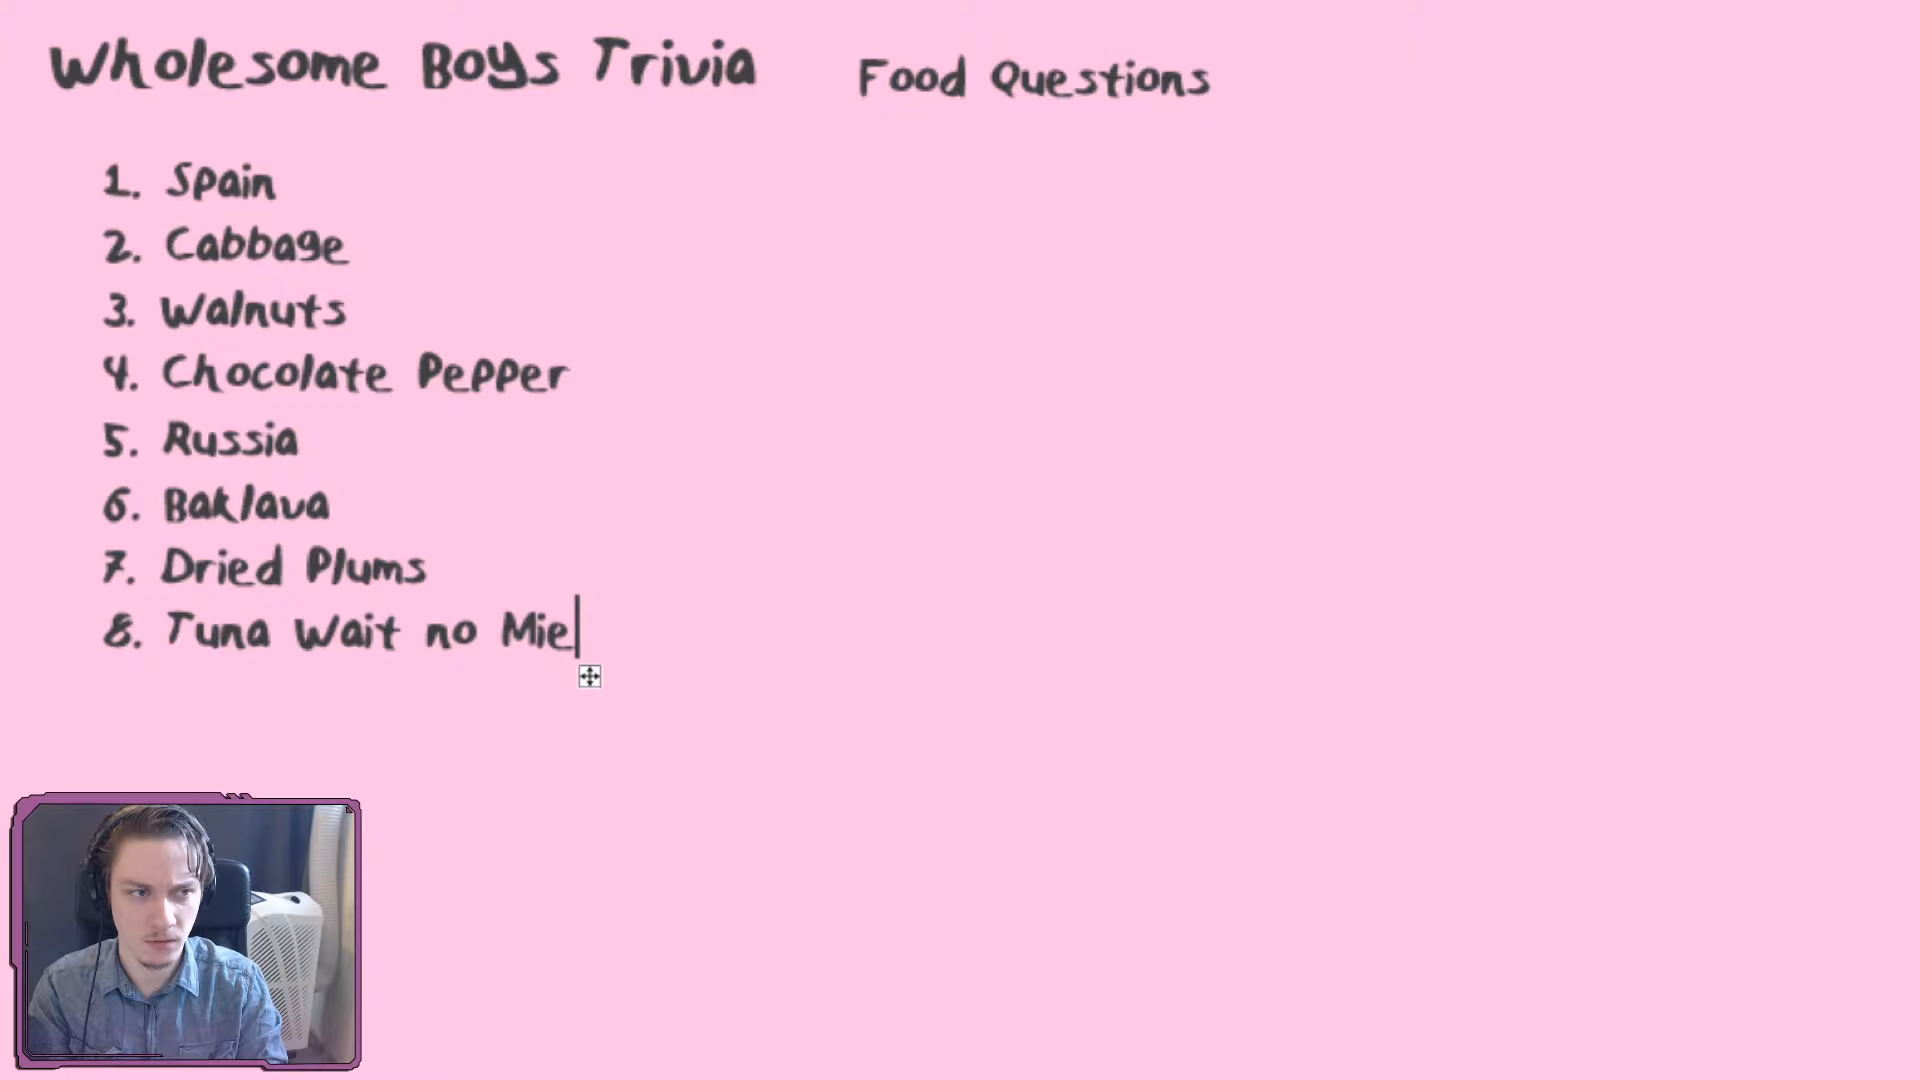 Wholesome Boys Trivia
Food Questions
1. Spain
2. Cabbage
3. Walnuts
4. Chocolate Pepper
5. Russia
6. Baklava
7. Dried Plums
8. Tuna Wait no Mie